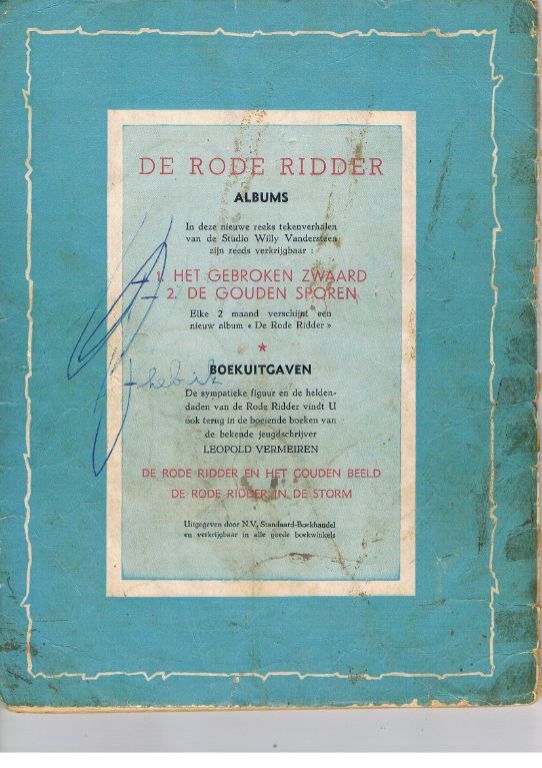 DE RODE RIDDER
ALBUMS
In deze nieuwe reeks tekenverhalen
van de Studio Willy Vandersteen
zijn reeds verkrijgbaar :
1. HET GEBROKEN ZWAARD
2. DE GOUDEN SPOREN
Elke 2 maand verschijnt een
nieuw album « De Rode Ridder »
★
BOEKUITGAVEN
De sympatieke figuur en de helden-
daden van de Rode Ridder vindt U
ook terug in de boeiende boeken van
de bekende jeugdschrijver
LEOPOLD VERMEIREN
DE RODE RIDDER EN HET GOUDEN BEELD
DE RODE RIDDER IN DE STORM
Uitgegeven door N.V. Standaard-Boekhandel
en verkrijgbaar in alle goede boekwinkels
heb ik